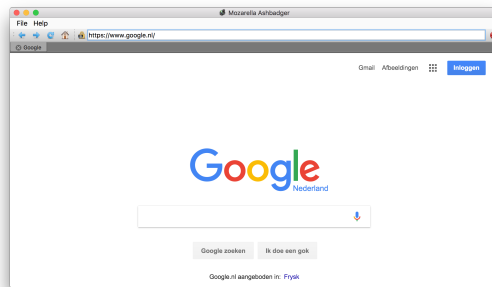 Mozarella Ashbadger
File Help
https://www.google.nl/
Google
Gmail Afbeeldingen Inloggen
Google
Nederland
Google zoeken Ik doe een gok
Google.nl aangeboden in: Frysk